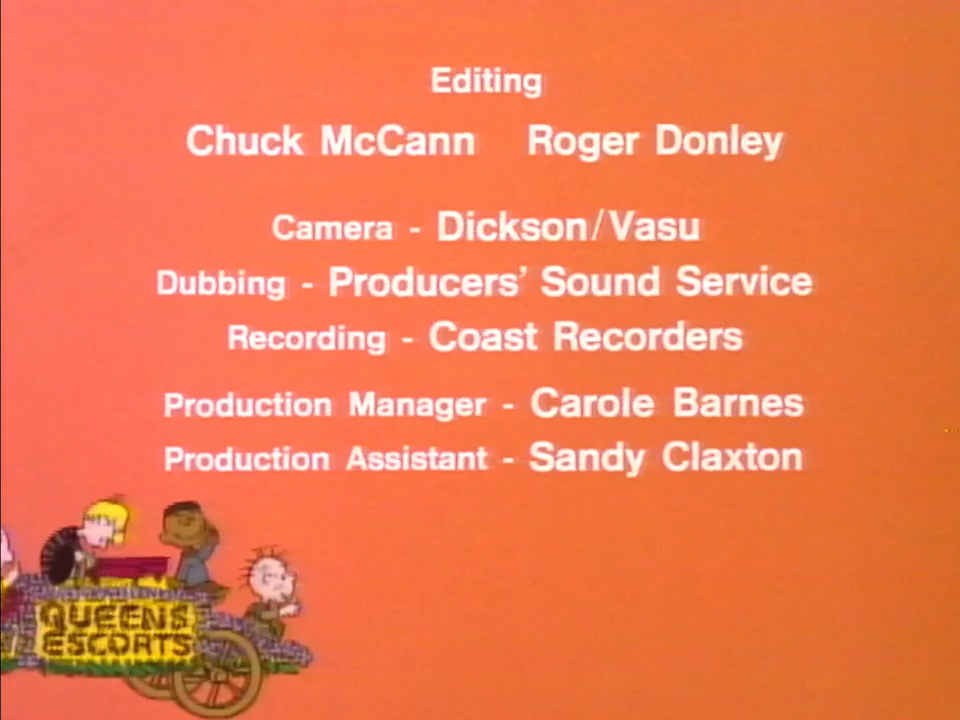 Editing
Chuck McCann Roger Donley
Camera - Dickson/Vasu
Dubbing - Producers' Sound Service
Recording - Coast Recorders
Production Manager - Carole Barnes
Production Assistant - Sandy Claxton
QUEENS
ESCORTS